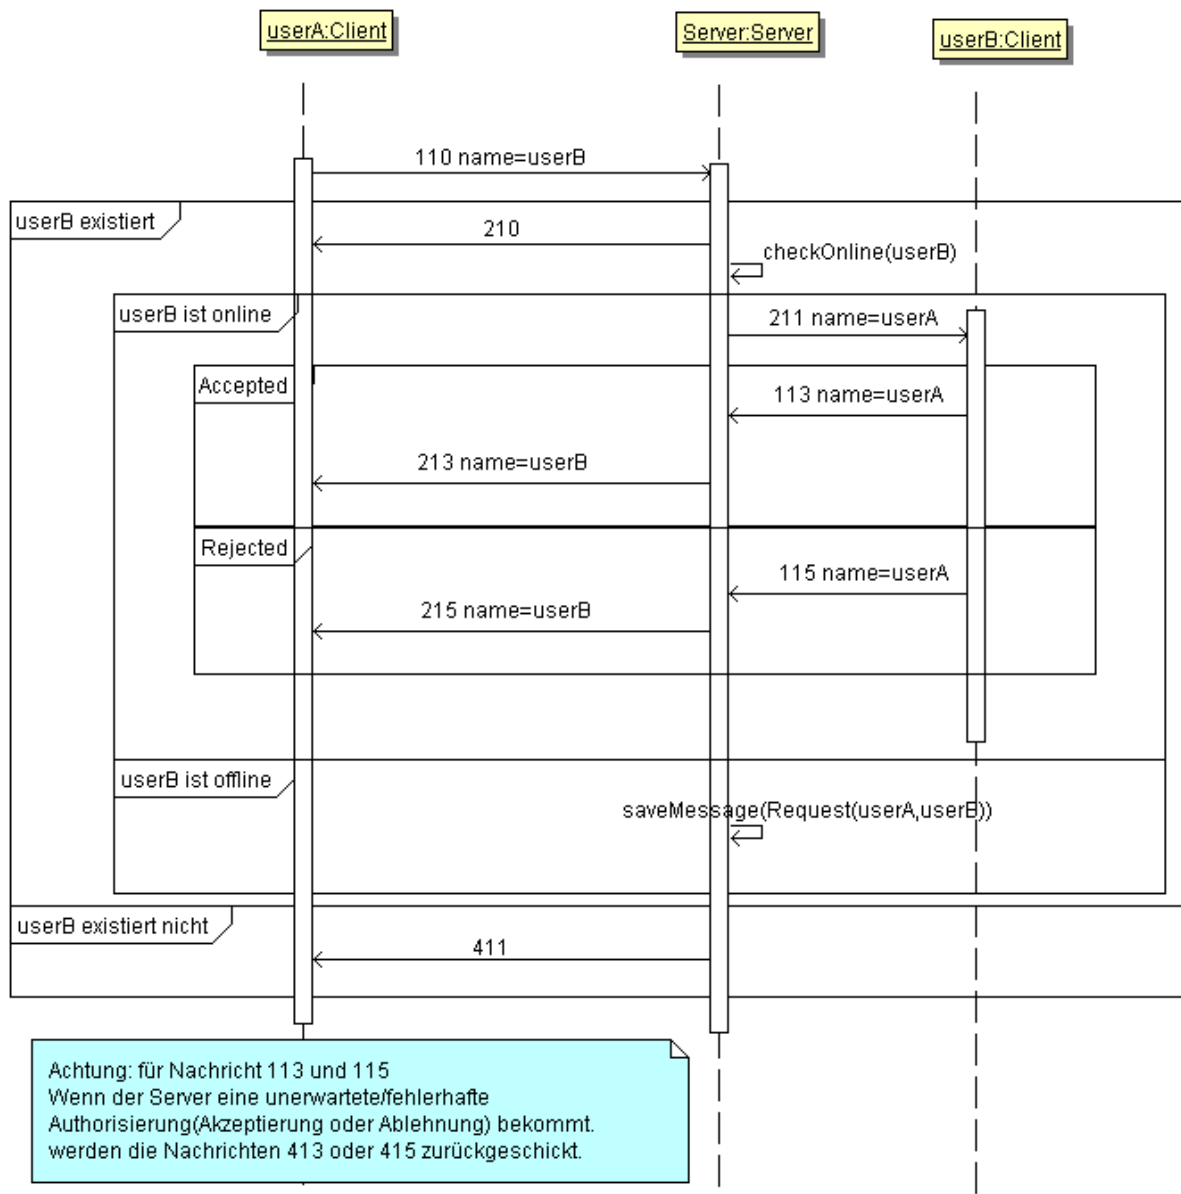 userA:Client
Server:Server
userB:Client
110 name=userB
userB existiert
210
checkOnline(userB)
userB ist online
211 name=userA
Accepted
113 name=userA
213 name=userB
Rejected
115 name=userA
215 name=userB
userB ist offline
saveMessage(Request(userA,userB))
userB existiert nicht
411
Achtung: für Nachricht 113 und 115
Wenn der Server eine unerwartete/fehlerhafte
Authorisierung(Akzeptierung oder Ablehnung) bekommt.
werden die Nachrichten 413 oder 415 zurückgeschickt.